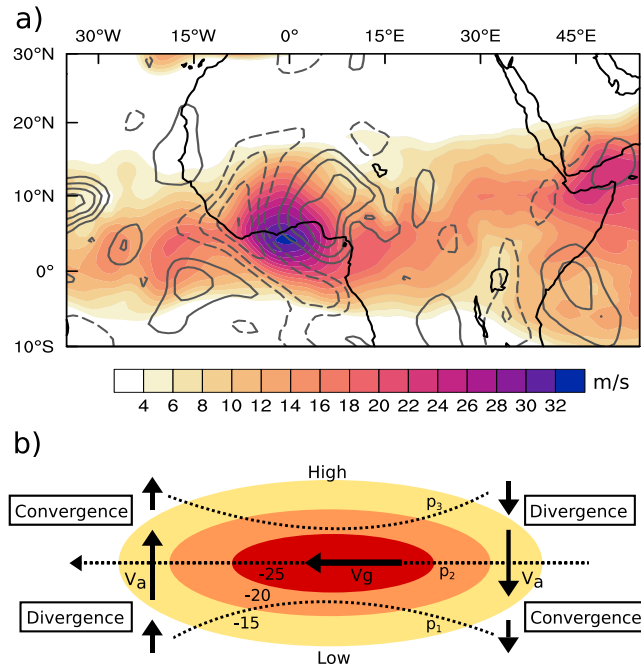 a)
30°W 15°W 0° 15°E 30°E 45°E
30°N
20°N
10°N
0°
10°S
m/s
4 6 8 10 12 14 16 18 20 22 24 26 28 30 32
b)
High
Convergence
p3
Divergence
Va
-25
Vg
p2
Va
-20
Divergence
-15
p1
Convergence
Low